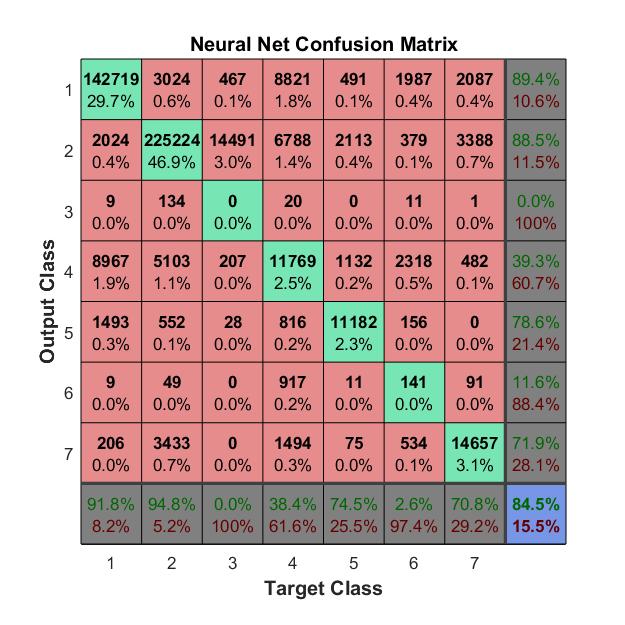 Neural Net Confusion Matrix
1 142719 3024 467 8821 491 1987 2087 89.4%
29.7% 0.6% 0.1% 1.8% 0.1% 0.4% 0.4% 10.6%
2 2024 225224 14491 6788 2113 379 3388 88.5%
0.4% 46.9% 3.0% 1.4% 0.4% 0.1% 0.7% 11.5%
3 9 134 0 20 0 11 1 0.0%
0.0% 0.0% 0.0% 0.0% 0.0% 0.0% 0.0% 100%
4 8967 5103 207 11769 1132 2318 482 39.3%
1.9% 1.1% 0.0% 2.5% 0.2% 0.5% 0.1% 60.7%
5 1493 552 28 816 11182 156 0 78.6%
0.3% 0.1% 0.0% 0.2% 2.3% 0.0% 0.0% 21.4%
6 9 49 0 917 11 141 91 11.6%
0.0% 0.0% 0.0% 0.2% 0.0% 0.0% 0.0% 88.4%
7 206 3433 0 1494 75 534 14657 71.9%
0.0% 0.7% 0.0% 0.3% 0.0% 0.1% 3.1% 28.1%
91.8% 94.8% 0.0% 38.4% 74.5% 2.6% 70.8% 84.5%
8.2% 5.2% 100% 61.6% 25.5% 97.4% 29.2% 15.5%
1 2 3 4 5 6 7
Target Class
Output Class